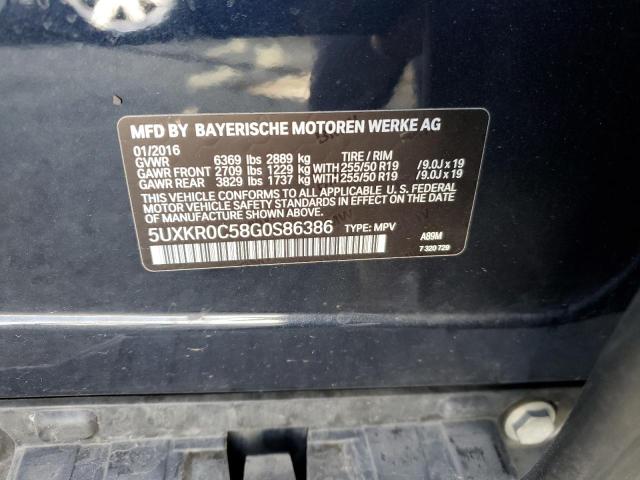 MFD BY BAYERISCHE MOTOREN WERKE AG
01/2016
GVWR 6369 lbs 2889 kg TIRE / RIM
GAWR FRONT 2709 lbs 1229 kg WITH 255/50 R19 /9.0J x 19
GAWR REAR 3829 lbs 1737 kg WITH 255/50 R19 /9.0J x 19
THIS VEHICLE CONFORMS TO ALL APPLICABLE U. S. FEDERAL
MOTOR VEHICLE SAFETY STANDARDS IN EFFECT ON THE DATE OF
MANUFACTURE SHOWN ABOVE.
5UXKR0C58G0S86386 TYPE: MPV A89M
7 320 729